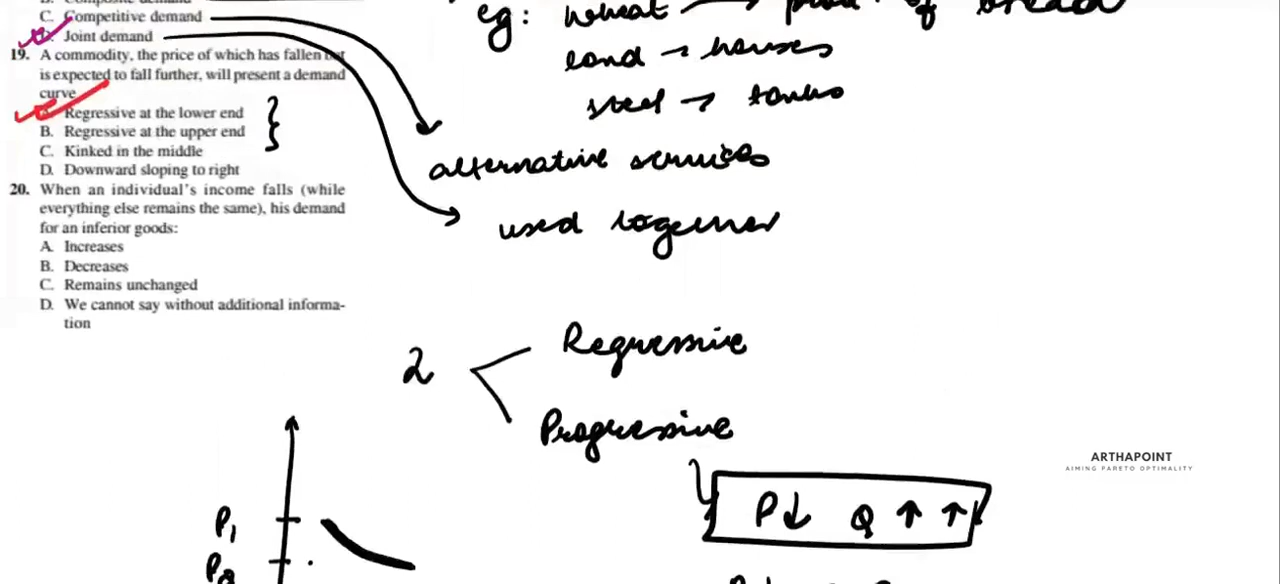 C. Competitive demand
Joint demand
19. A commodity, the price of which has fallen but
is expected to fall further, will present a demand
curve
Regressive at the lower end
B. Regressive at the upper end
C. Kinked in the middle
D. Downward sloping to right
20. When an individual's income falls (while
everything else remains the same), his demand
for an inferior goods:
A. Increases
B. Decreases
C. Remains unchanged
D. We cannot say without additional informa-
tion
eg: wheat → of bread
land → houses
steel → tanks
alternative services
used together
2
Regressive
Progressive
P↓ Q ↑ ↑
P₁
P₂
ARTHAPOINT
AIMING PARETO OPTIMALITY